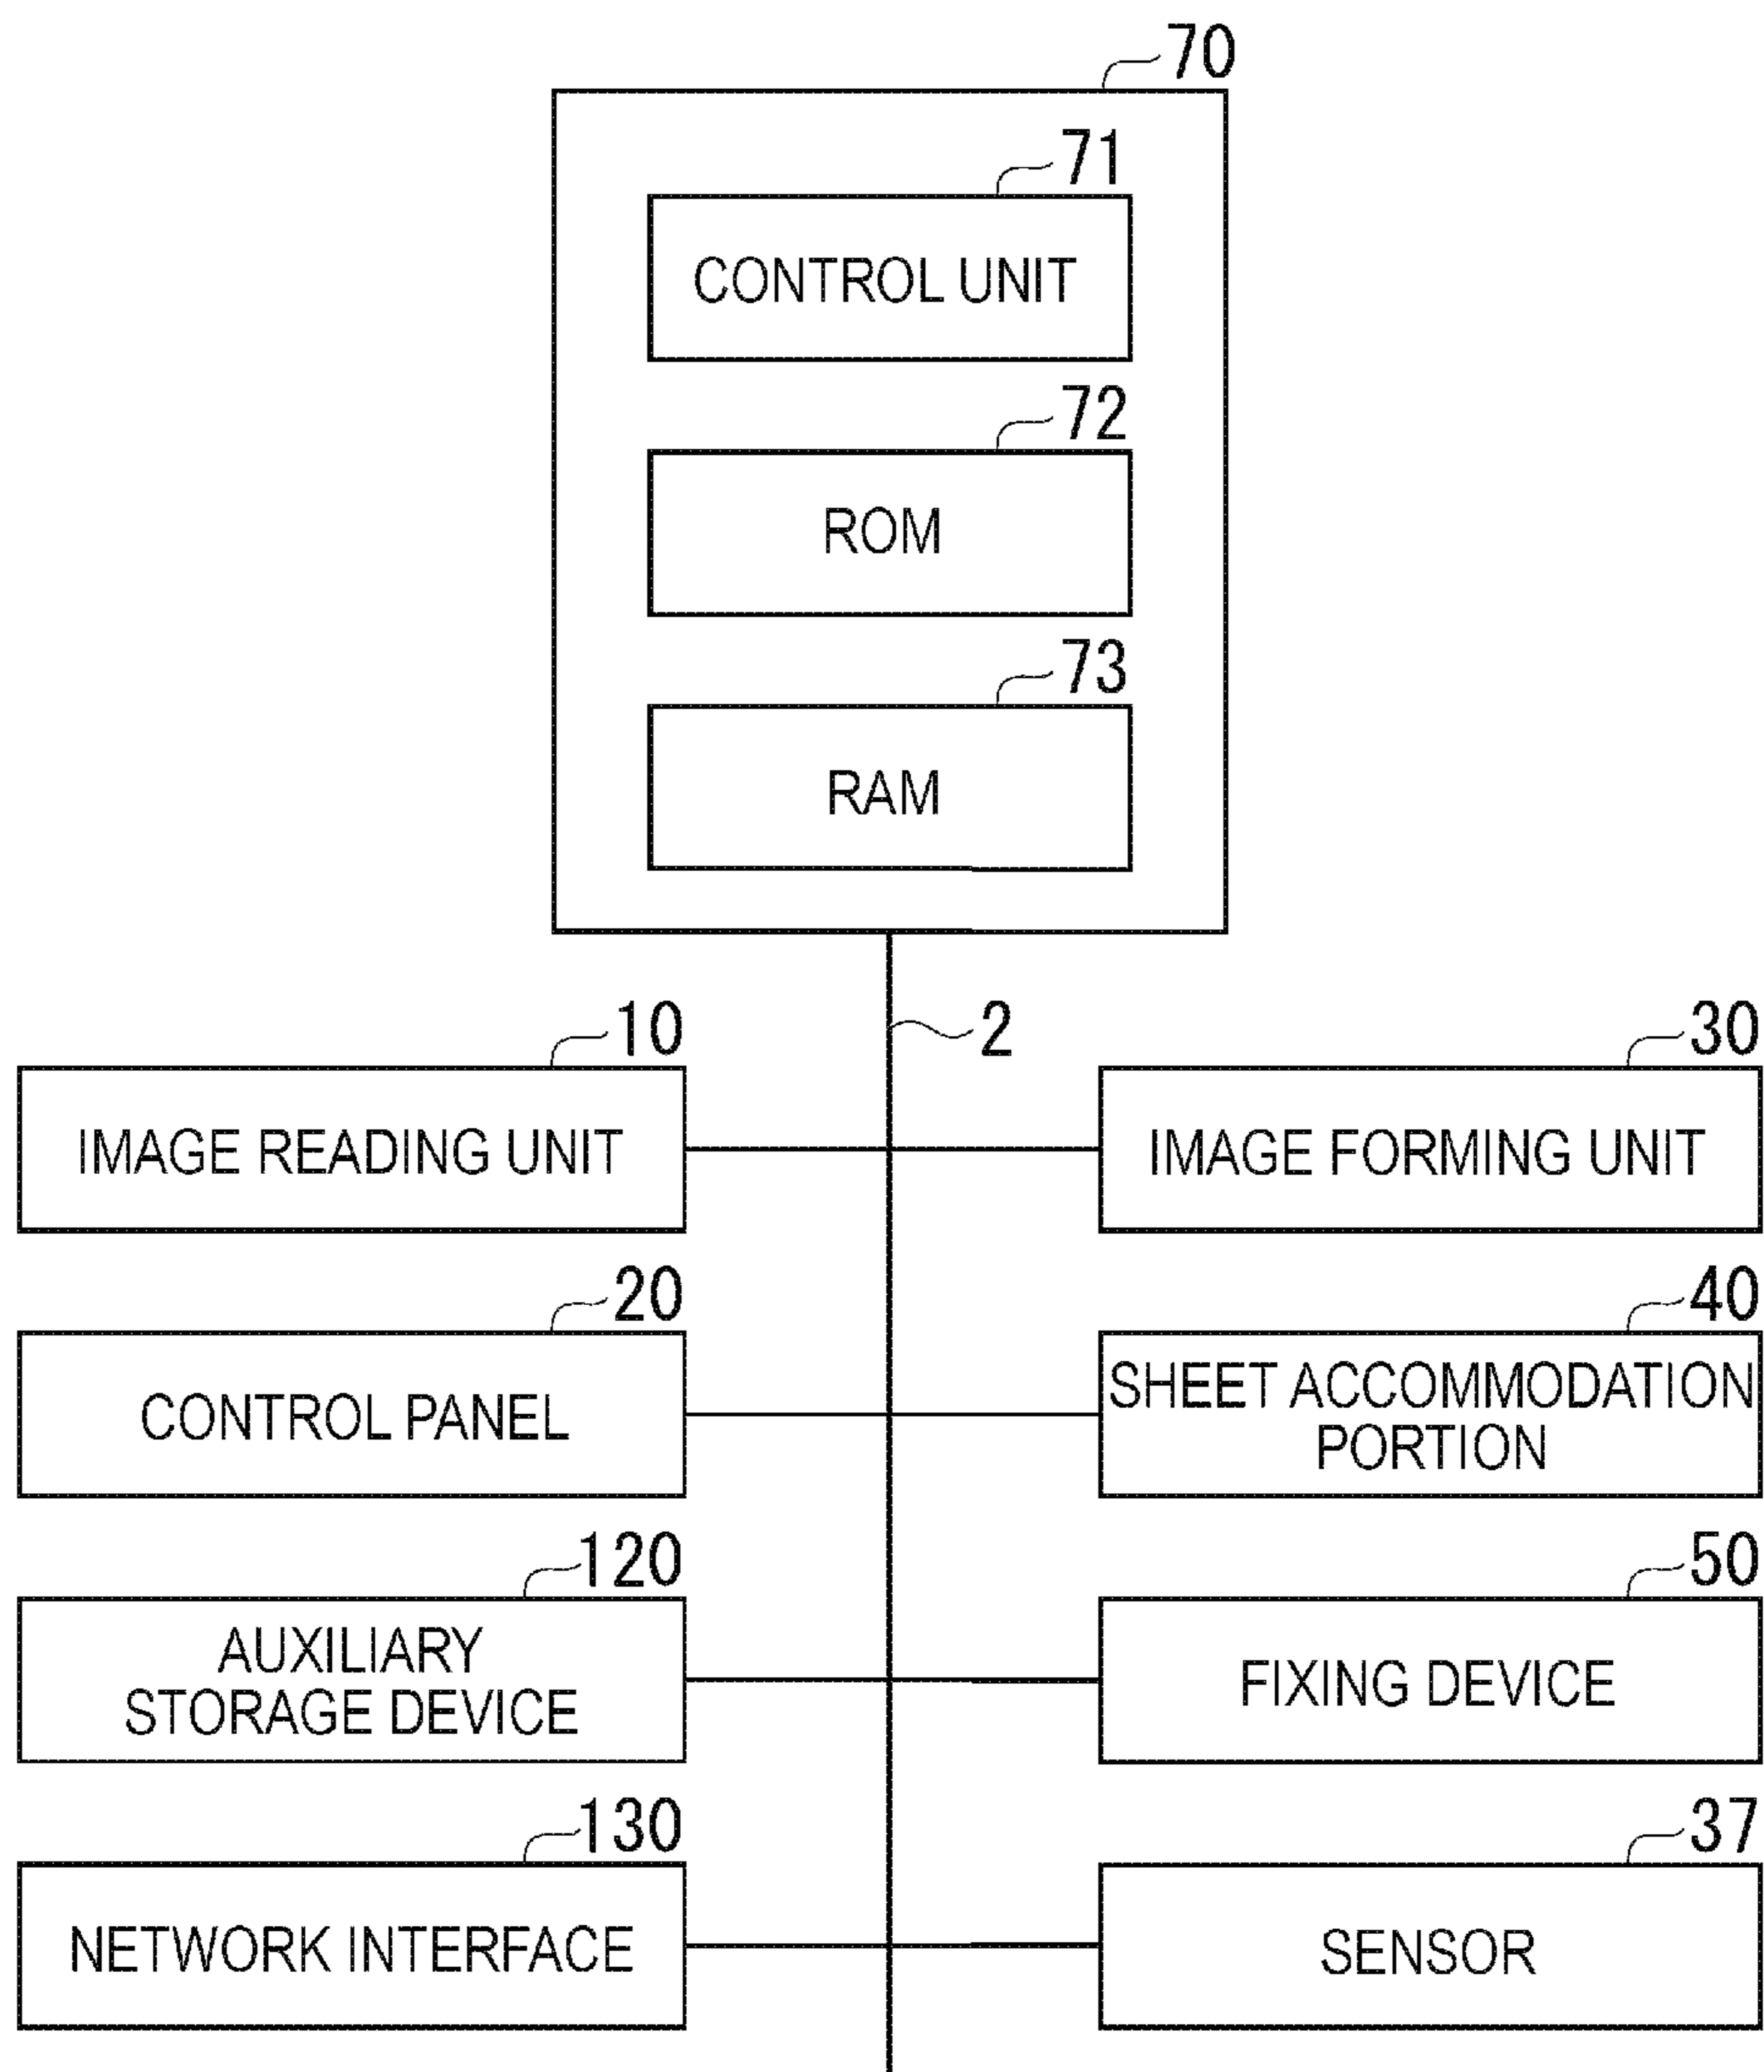 70
71
CONTROL UNIT
72
ROM
73
RAM
2
10
IMAGE READING UNIT
30
IMAGE FORMING UNIT
20
CONTROL PANEL
40
SHEET ACCOMMODATION
PORTION
120
AUXILIARY
STORAGE DEVICE
50
FIXING DEVICE
130
NETWORK INTERFACE
37
SENSOR